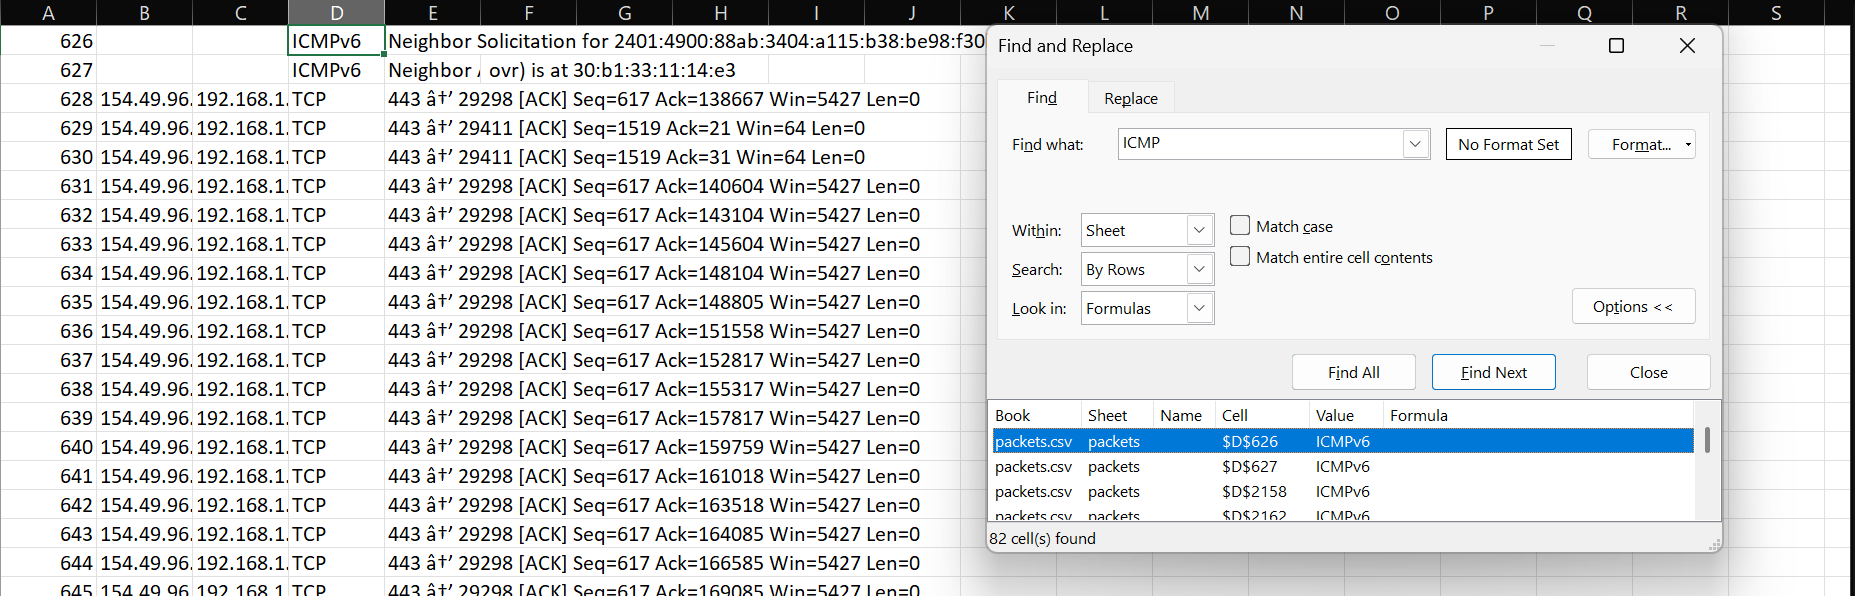 A B C D E F G H I J K L M N O P Q R S
626 ICMPv6 Neighbor Solicitation for 2401:4900:88ab:3404:a115:b38:be98:f30
627 ICMPv6 Neighbor ovr) is at 30:b1:33:11:14:e3
628 154.49.96. 192.168.1. TCP 443 â†’ 29298 [ACK] Seq=617 Ack=138667 Win=5427 Len=0
629 154.49.96. 192.168.1. TCP 443 â†’ 29411 [ACK] Seq=1519 Ack=21 Win=64 Len=0
630 154.49.96. 192.168.1. TCP 443 â†’ 29411 [ACK] Seq=1519 Ack=31 Win=64 Len=0
631 154.49.96. 192.168.1. TCP 443 â†’ 29298 [ACK] Seq=617 Ack=140604 Win=5427 Len=0
632 154.49.96. 192.168.1. TCP 443 â†’ 29298 [ACK] Seq=617 Ack=143104 Win=5427 Len=0
633 154.49.96. 192.168.1. TCP 443 â†’ 29298 [ACK] Seq=617 Ack=145604 Win=5427 Len=0
634 154.49.96. 192.168.1. TCP 443 â†’ 29298 [ACK] Seq=617 Ack=148104 Win=5427 Len=0
635 154.49.96. 192.168.1. TCP 443 â†’ 29298 [ACK] Seq=617 Ack=148805 Win=5427 Len=0
636 154.49.96. 192.168.1. TCP 443 â†’ 29298 [ACK] Seq=617 Ack=151558 Win=5427 Len=0
637 154.49.96. 192.168.1. TCP 443 â†’ 29298 [ACK] Seq=617 Ack=152817 Win=5427 Len=0
638 154.49.96. 192.168.1. TCP 443 â†’ 29298 [ACK] Seq=617 Ack=155317 Win=5427 Len=0
639 154.49.96. 192.168.1. TCP 443 â†’ 29298 [ACK] Seq=617 Ack=157817 Win=5427 Len=0
640 154.49.96. 192.168.1. TCP 443 â†’ 29298 [ACK] Seq=617 Ack=159759 Win=5427 Len=0
641 154.49.96. 192.168.1. TCP 443 â†’ 29298 [ACK] Seq=617 Ack=161018 Win=5427 Len=0
642 154.49.96. 192.168.1. TCP 443 â†’ 29298 [ACK] Seq=617 Ack=163518 Win=5427 Len=0
643 154.49.96. 192.168.1. TCP 443 â†’ 29298 [ACK] Seq=617 Ack=164085 Win=5427 Len=0
644 154.49.96. 192.168.1. TCP 443 â†’ 29298 [ACK] Seq=617 Ack=166585 Win=5427 Len=0
645 154.49.96. 192.168.1. TCP 443 â†’ 29298 [ACK] Seq=617 Ack=169085 Win=5427 Len=0
Find and Replace
Find Replace
Find what: ICMP No Format Set Format...
Within: Sheet Match case
Match entire cell contents
Search: By Rows
Look in: Formulas Options <<
Find All Find Next Close
Book Sheet Name Cell Value Formula
packets.csv packets $D$626 ICMPv6
packets.csv packets $D$627 ICMPv6
packets.csv packets $D$2158 ICMPv6
packets.csv packets $D$2162 ICMPv6
82 cell(s) found